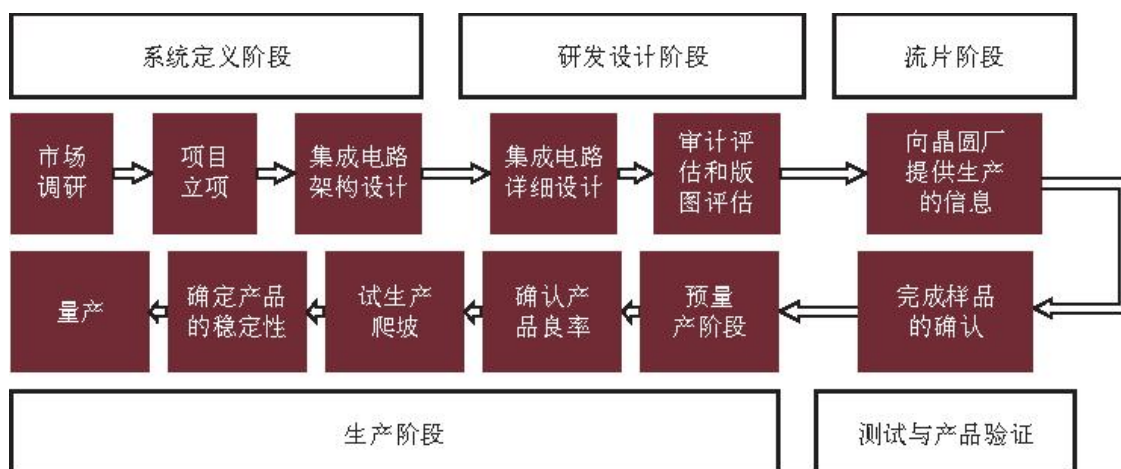 系统定义阶段
研发设计阶段
流片阶段
市场
调研
项目
立项
集成电路
架构设计
集成电路
详细设计
审计评
估和版
图评估
向晶圆厂
提供生产
的信息
量产
确定产品
的稳定性
试生产
爬坡
确认产
品良率
预量
产阶段
完成样品
的确认
生产阶段
测试与产品验证